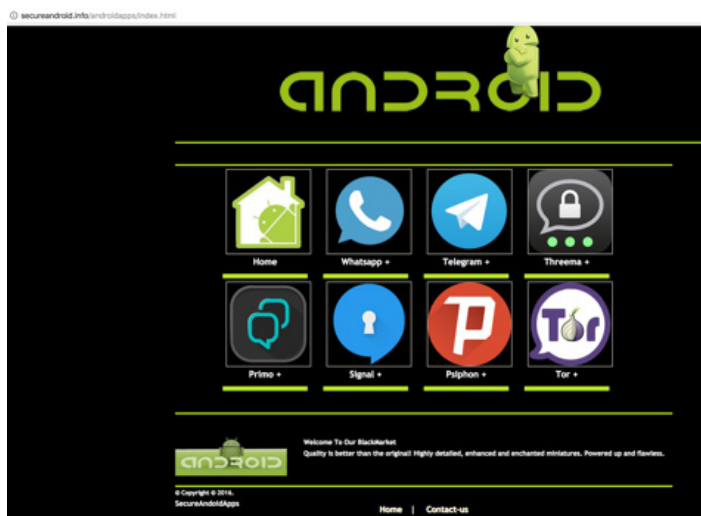 secureandroid.info/androidapps/index.html
ANDROID
Home
Whatsapp +
Telegram +
Threema +
Tor
Primo +
Signal +
Psiphon +
Tor +
Welcome To Our BlackMarket
ANDROID
Quality is better than the original! Highly detailed, enhanced and enchanted miniatures. Powered up and flawless.
© Copyright © 2016.
SecureAndoidApps
Home | Contact-us